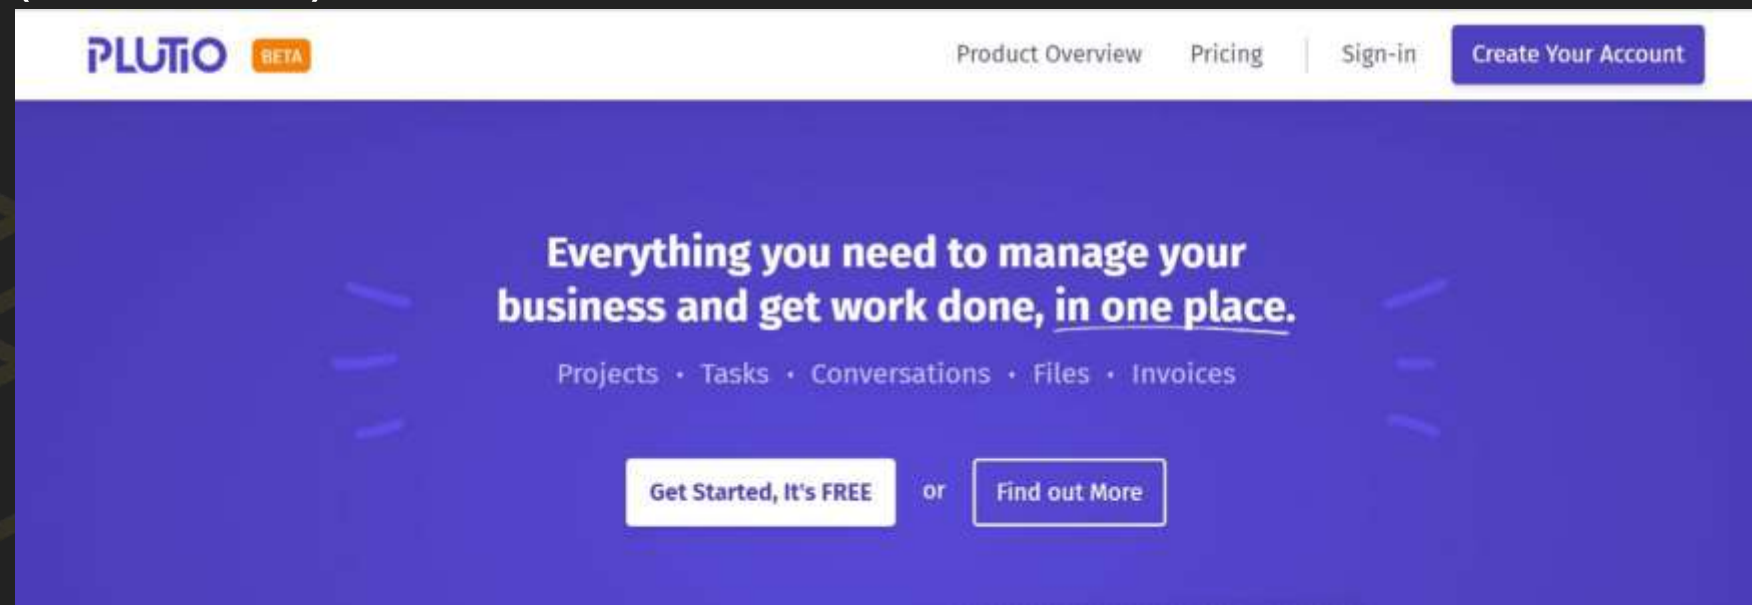 PLUTiO BETA Product Overview Pricing Sign-in Create Your Account
Everything you need to manage your
business and get work done, in one place.
Projects · Tasks · Conversations · Files · Invoices
Get Started, It's FREE or Find out More